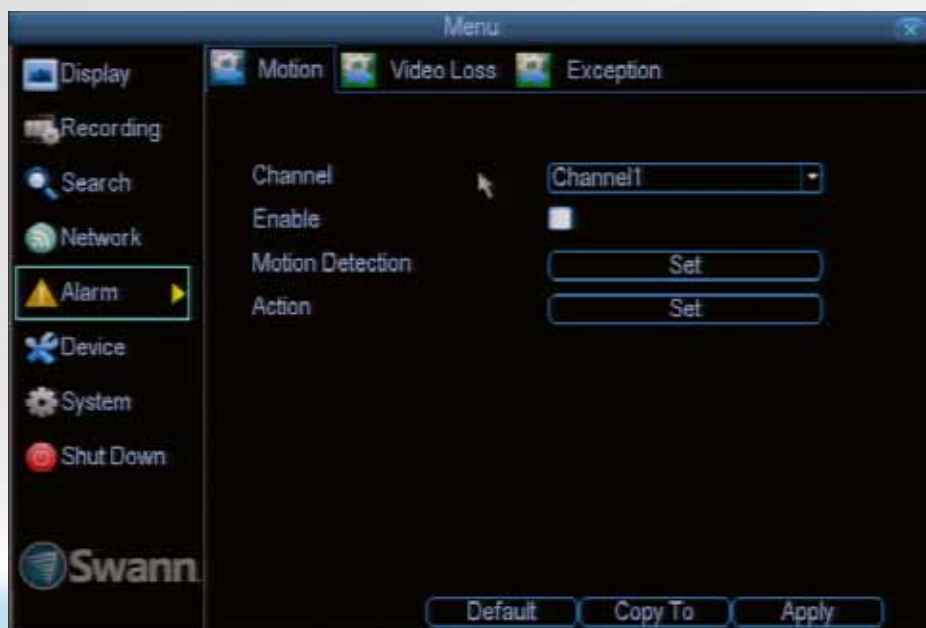 Menu
Display
Recording
Search
Network
Alarm
Device
System
Shut Down
Swann
Motion Video Loss Exception
Channel Channel1
Enable
Motion Detection Set
Action Set
Default Copy To Apply